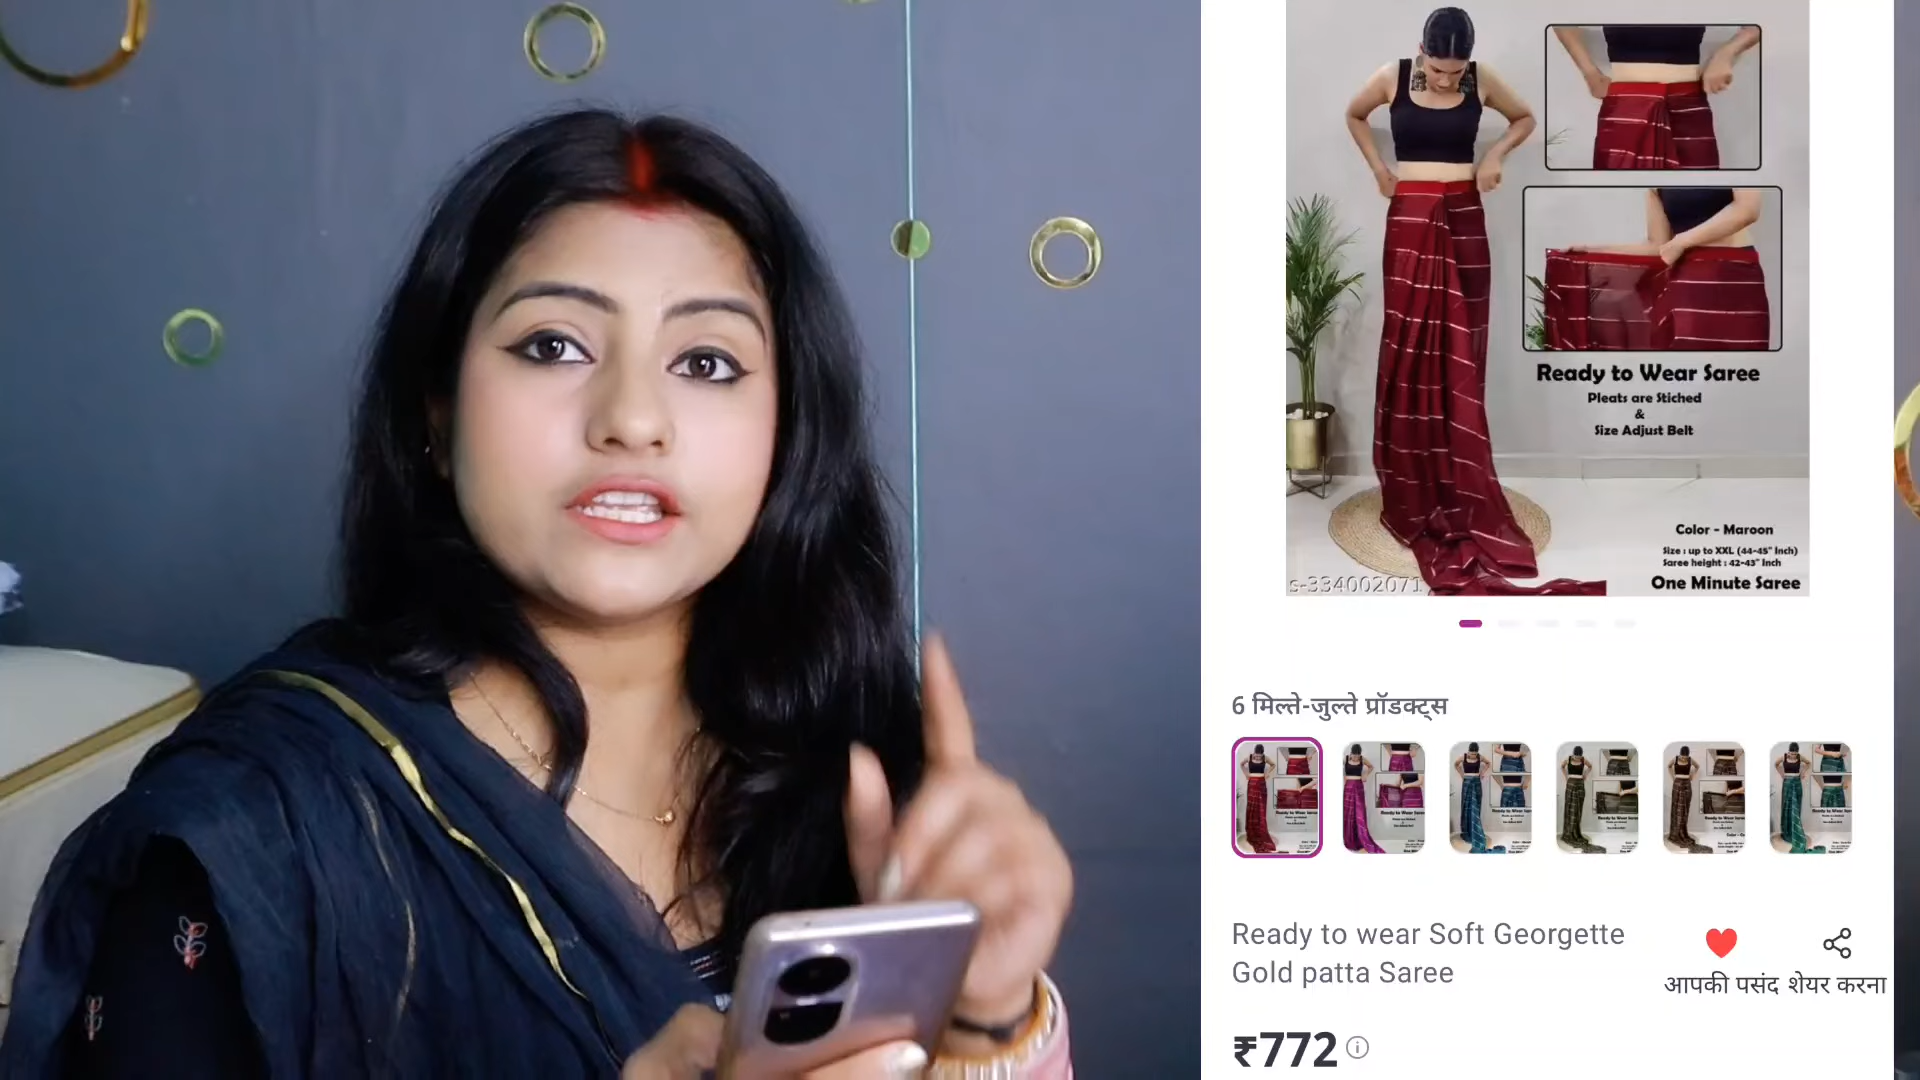 Ready to Wear Saree
Pleats are Stiched
&
Size Adjust Belt
Color - Maroon
Size : up to XXL (44-45" Inch)
Saree height : 42-43" Inch
One Minute Saree
s-334002071
6 मिल्ते-जुल्ते प्रॉडक्ट्स
Ready to wear Soft Georgette
Gold patta Saree
आपकी पसंद शेयर करना
₹772